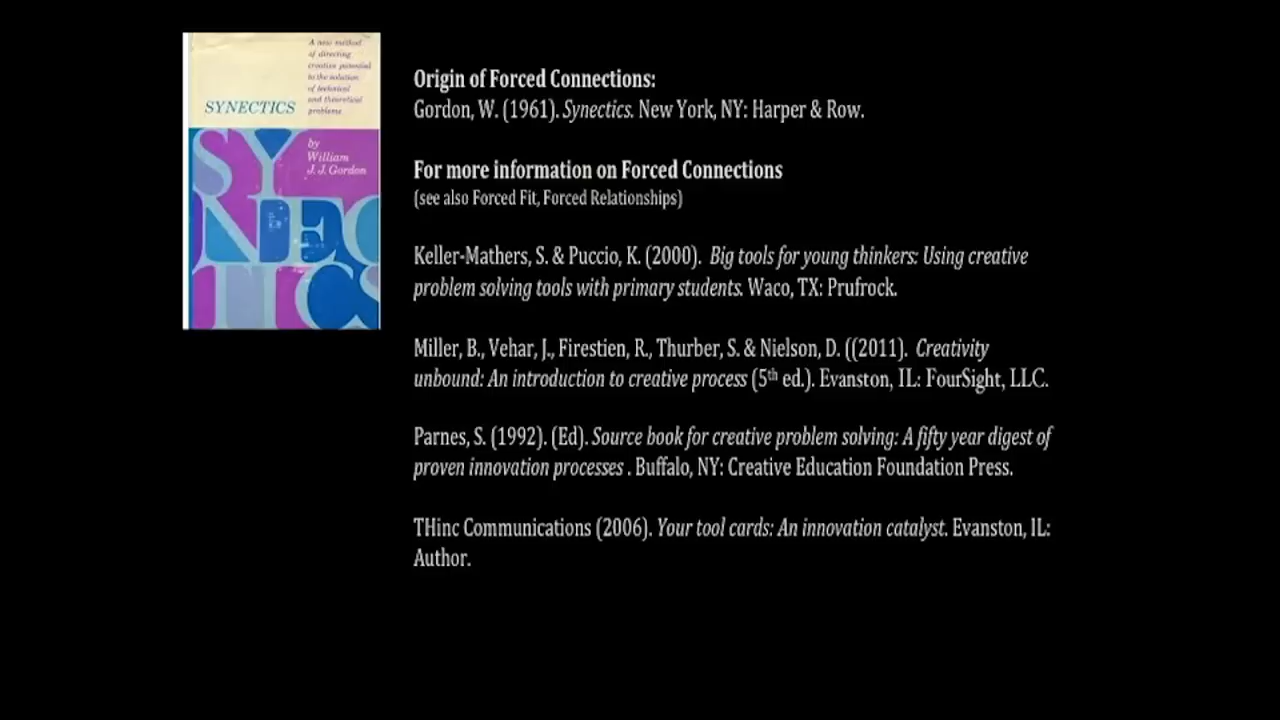 A new method
of directing
creative potential
to the solution
of technical
and theoretical
problems
SYNECTICS
by
William
J. J. Gordon
SY
NEC
TICS
Origin of Forced Connections:
Gordon, W. (1961). Synectics. New York, NY: Harper & Row.
For more information on Forced Connections
(see also Forced Fit, Forced Relationships)
Keller-Mathers, S. & Puccio, K. (2000). Big tools for young thinkers: Using creative
problem solving tools with primary students. Waco, TX: Prufrock.
Miller, B., Vehar, J., Firestien, R., Thurber, S. & Nielson, D. ((2011). Creativity
unbound: An introduction to creative process (5th ed.). Evanston, IL: FourSight, LLC.
Parnes, S. (1992). (Ed). Source book for creative problem solving: A fifty year digest of
proven innovation processes . Buffalo, NY: Creative Education Foundation Press.
THinc Communications (2006). Your tool cards: An innovation catalyst. Evanston, IL:
Author.